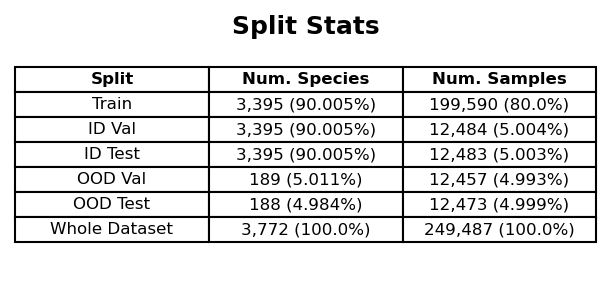 Split Stats
Split Num. Species Num. Samples
Train 3,395 (90.005%) 199,590 (80.0%)
ID Val 3,395 (90.005%) 12,484 (5.004%)
ID Test 3,395 (90.005%) 12,483 (5.003%)
OOD Val 189 (5.011%) 12,457 (4.993%)
OOD Test 188 (4.984%) 12,473 (4.999%)
Whole Dataset 3,772 (100.0%) 249,487 (100.0%)